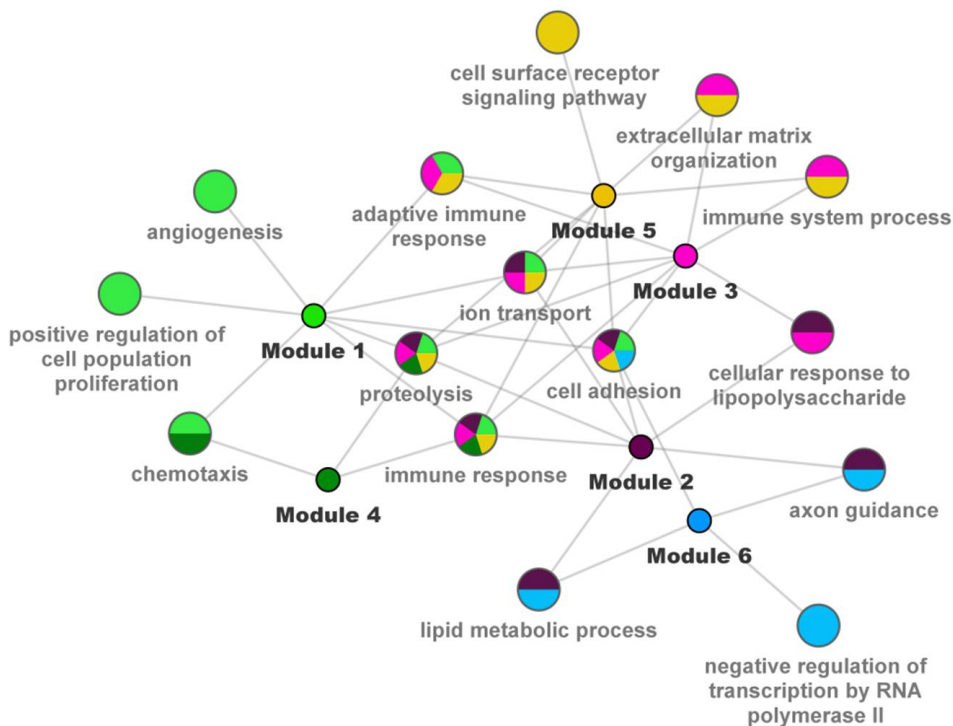 cell surface receptor
signaling pathway
extracellular matrix
organization
adaptive immune
response
immune system process
angiogenesis
Module 5
Module 3
ion transport
positive regulation of
cell population
proliferation
Module 1
proteolysis
cell adhesion
cellular response to
lipopolysaccharide
chemotaxis
immune response
Module 2
Module 4
axon guidance
Module 6
lipid metabolic process
negative regulation of
transcription by RNA
polymerase II